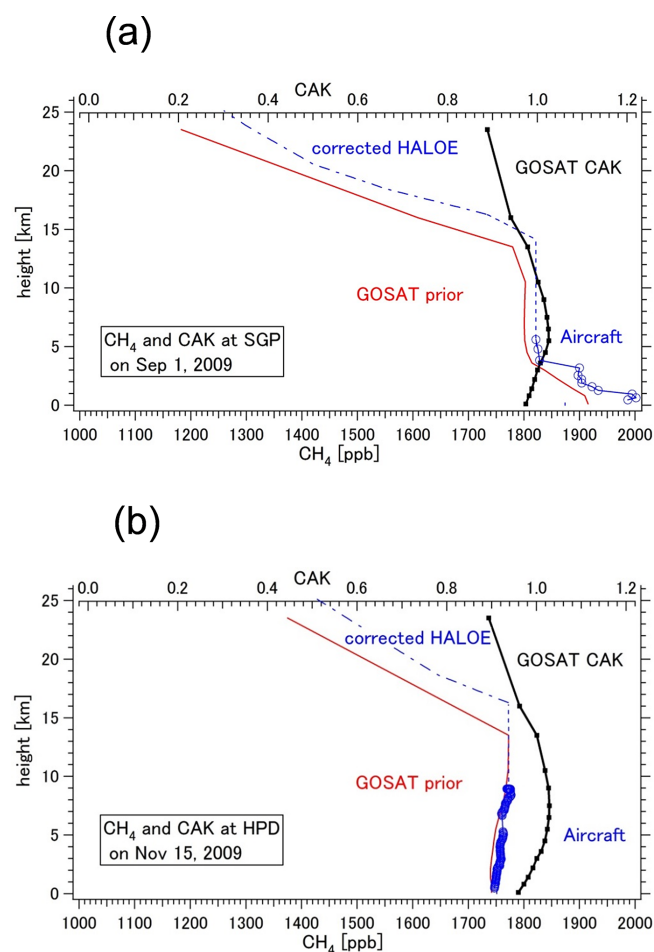 (a)
CAK
0.0 0.2 0.4 0.6 0.8 1.0 1.2
25
20
15
10
5
0
height [km]
corrected HALOE
GOSAT CAK
GOSAT prior
Aircraft
CH4 and CAK at SGP
on Sep 1, 2009
1000 1100 1200 1300 1400 1500 1600 1700 1800 1900 2000
CH4 [ppb]
(b)
CAK
0.0 0.2 0.4 0.6 0.8 1.0 1.2
25
20
15
10
5
0
height [km]
corrected HALOE
GOSAT CAK
GOSAT prior
Aircraft
CH4 and CAK at HPD
on Nov 15, 2009
1000 1100 1200 1300 1400 1500 1600 1700 1800 1900 2000
CH4 [ppb]